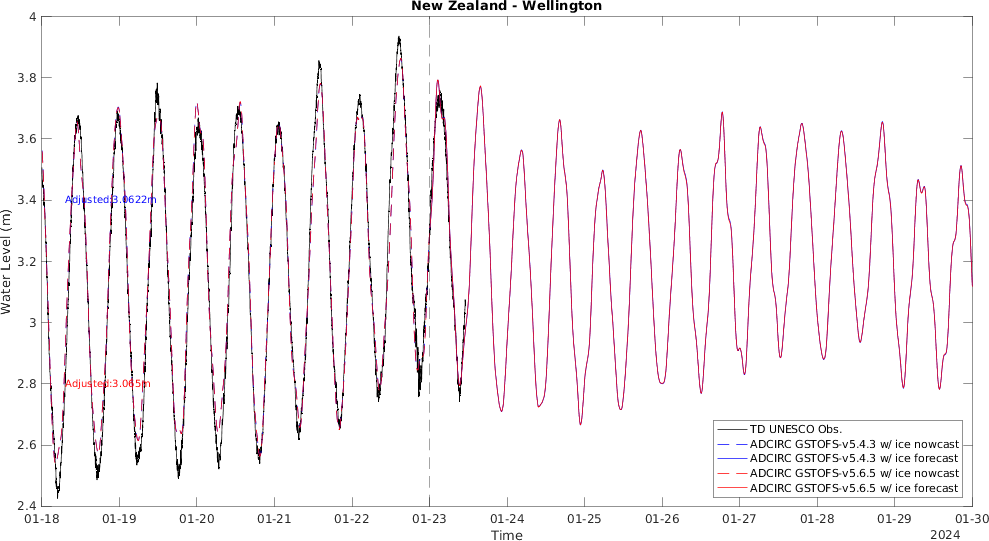 New Zealand - Wellington
Water Level (m)
4
3.8
3.6
3.4
3.2
3
2.8
2.6
2.4
Adjusted:3.0622m
Adjusted:3.065m
TD UNESCO Obs.
ADCIRC GSTOFS-v5.4.3 w/ ice nowcast
ADCIRC GSTOFS-v5.4.3 w/ ice forecast
ADCIRC GSTOFS-v5.6.5 w/ ice nowcast
ADCIRC GSTOFS-v5.6.5 w/ ice forecast
01-18 01-19 01-20 01-21 01-22 01-23 01-24 01-25 01-26 01-27 01-28 01-29 01-30
Time
2024